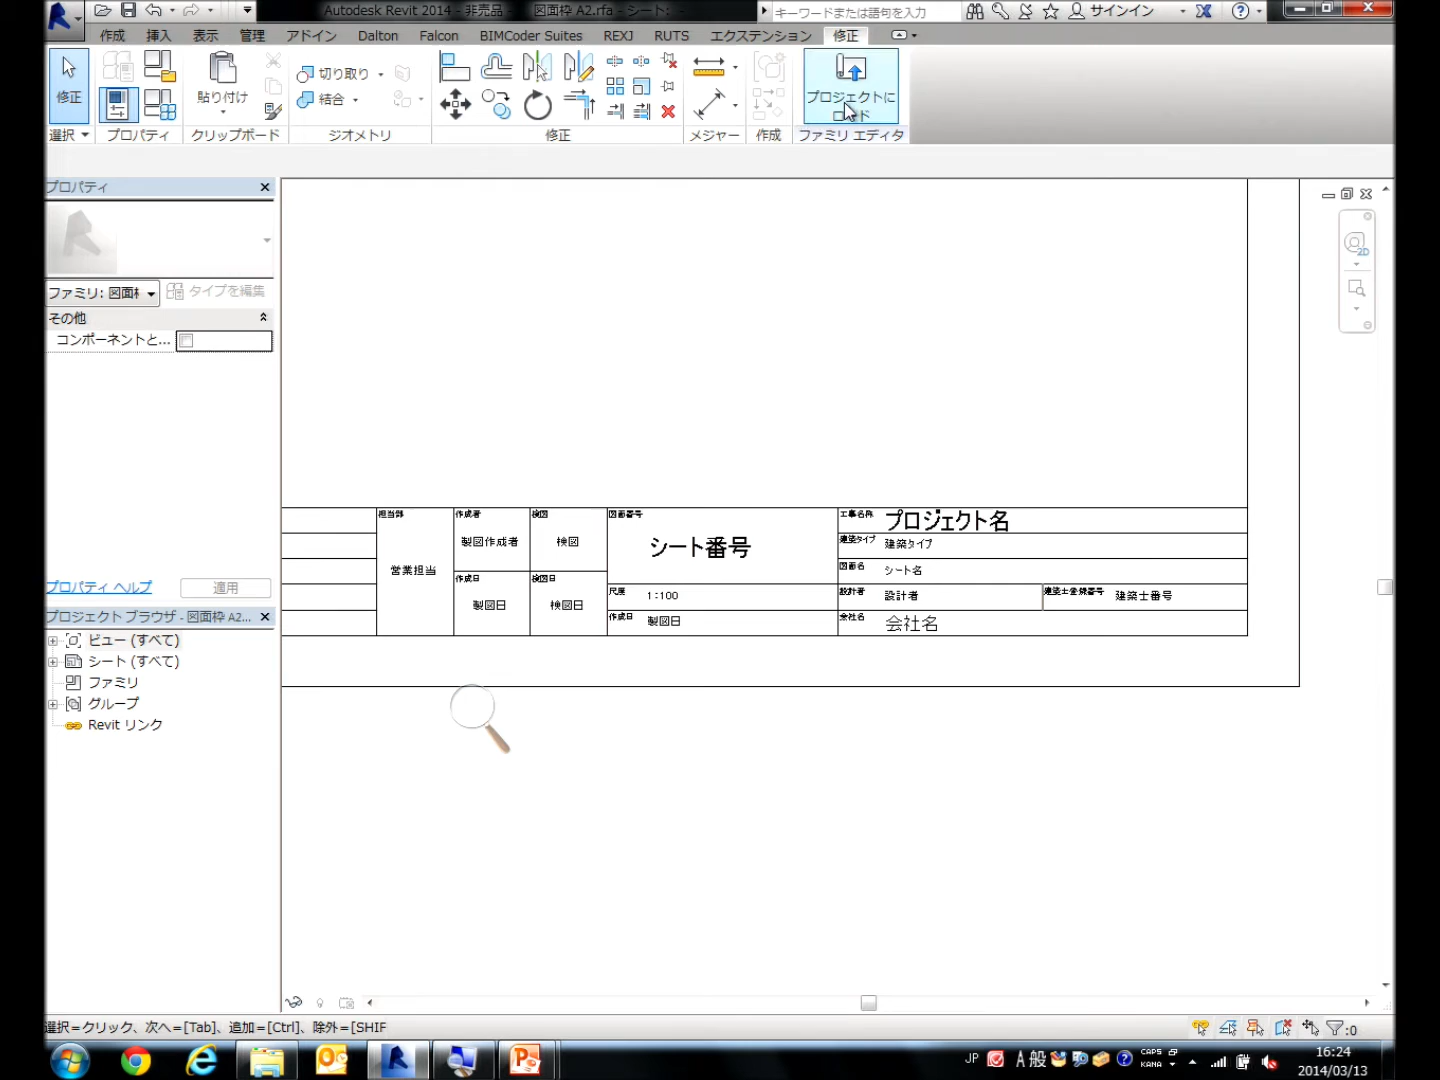 Autodesk Revit 2014 - 非売品 - 図面枠 A2.rfa - シート: -
キーワードまたは語句を入力
サインイン
作成 挿入 表示 管理 アドイン Dalton Falcon BIMCoder Suites REXJ RUTS エクステンション 修正
修正
貼り付け
切り取り
結合
プロジェクトに
選択 プロパティ クリップボード ジオメトリ 修正 メジャー 作成 ファミリ エディタ
プロパティ
ファミリ: 図面
タイプを編集
その他
コンポーネントと...
プロパティ ヘルプ
適用
プロジェクト ブラウザ - 図面枠 A2...
ビュー (すべて)
シート (すべて)
ファミリ
グループ
Revit リンク
担当者 作成者 検図 図面番号 工事名称 プロジェクト名
製図作成者 検図 シート番号 建築タイプ 建築タイプ
営業担当 図面名 シート名
作成日 検図日 尺度 1:100 設計者 設計者 建築士登録番号 建築士番号
製図日 検図日 作成日 製図日 会社名 会社名
選択=クリック、次へ=[Tab]、追加=[Ctrl]、除外=[SHIF
:0
JP A 般 CAPS KANA
16:24
2014/03/13